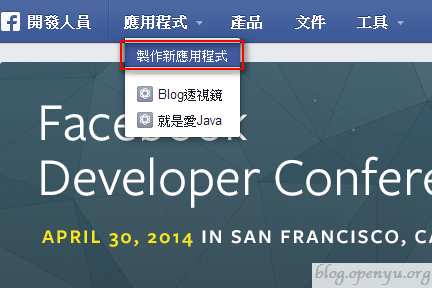 開發人員 應用程式 產品 文件 工具
製作新應用程式
Blog透視鏡
就是愛Java
Facebook
Developer Confere
APRIL 30, 2014 IN SAN FRANCISCO, CA
blog.openyu.org